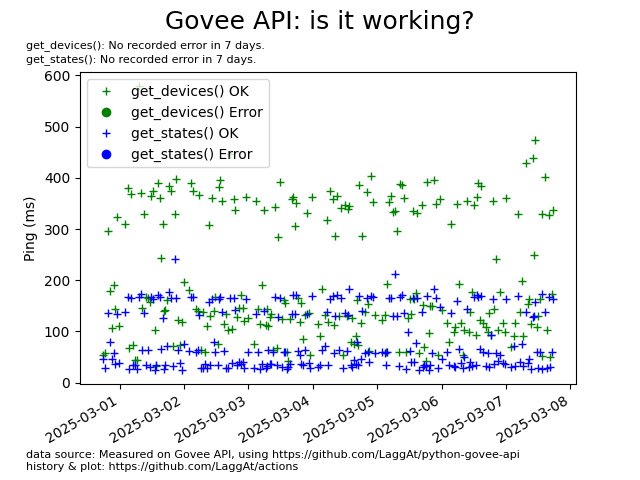 Govee API: is it working?
get_devices(): No recorded error in 7 days.
get_states(): No recorded error in 7 days.
get_devices() OK
get_devices() Error
get_states() OK
get_states() Error
Ping (ms)
600
500
400
300
200
100
0
2025-03-01
2025-03-02
2025-03-03
2025-03-04
2025-03-05
2025-03-06
2025-03-07
2025-03-08
data source: Measured on Govee API, using https://github.com/LaggAt/python-govee-api
history & plot: https://github.com/LaggAt/actions